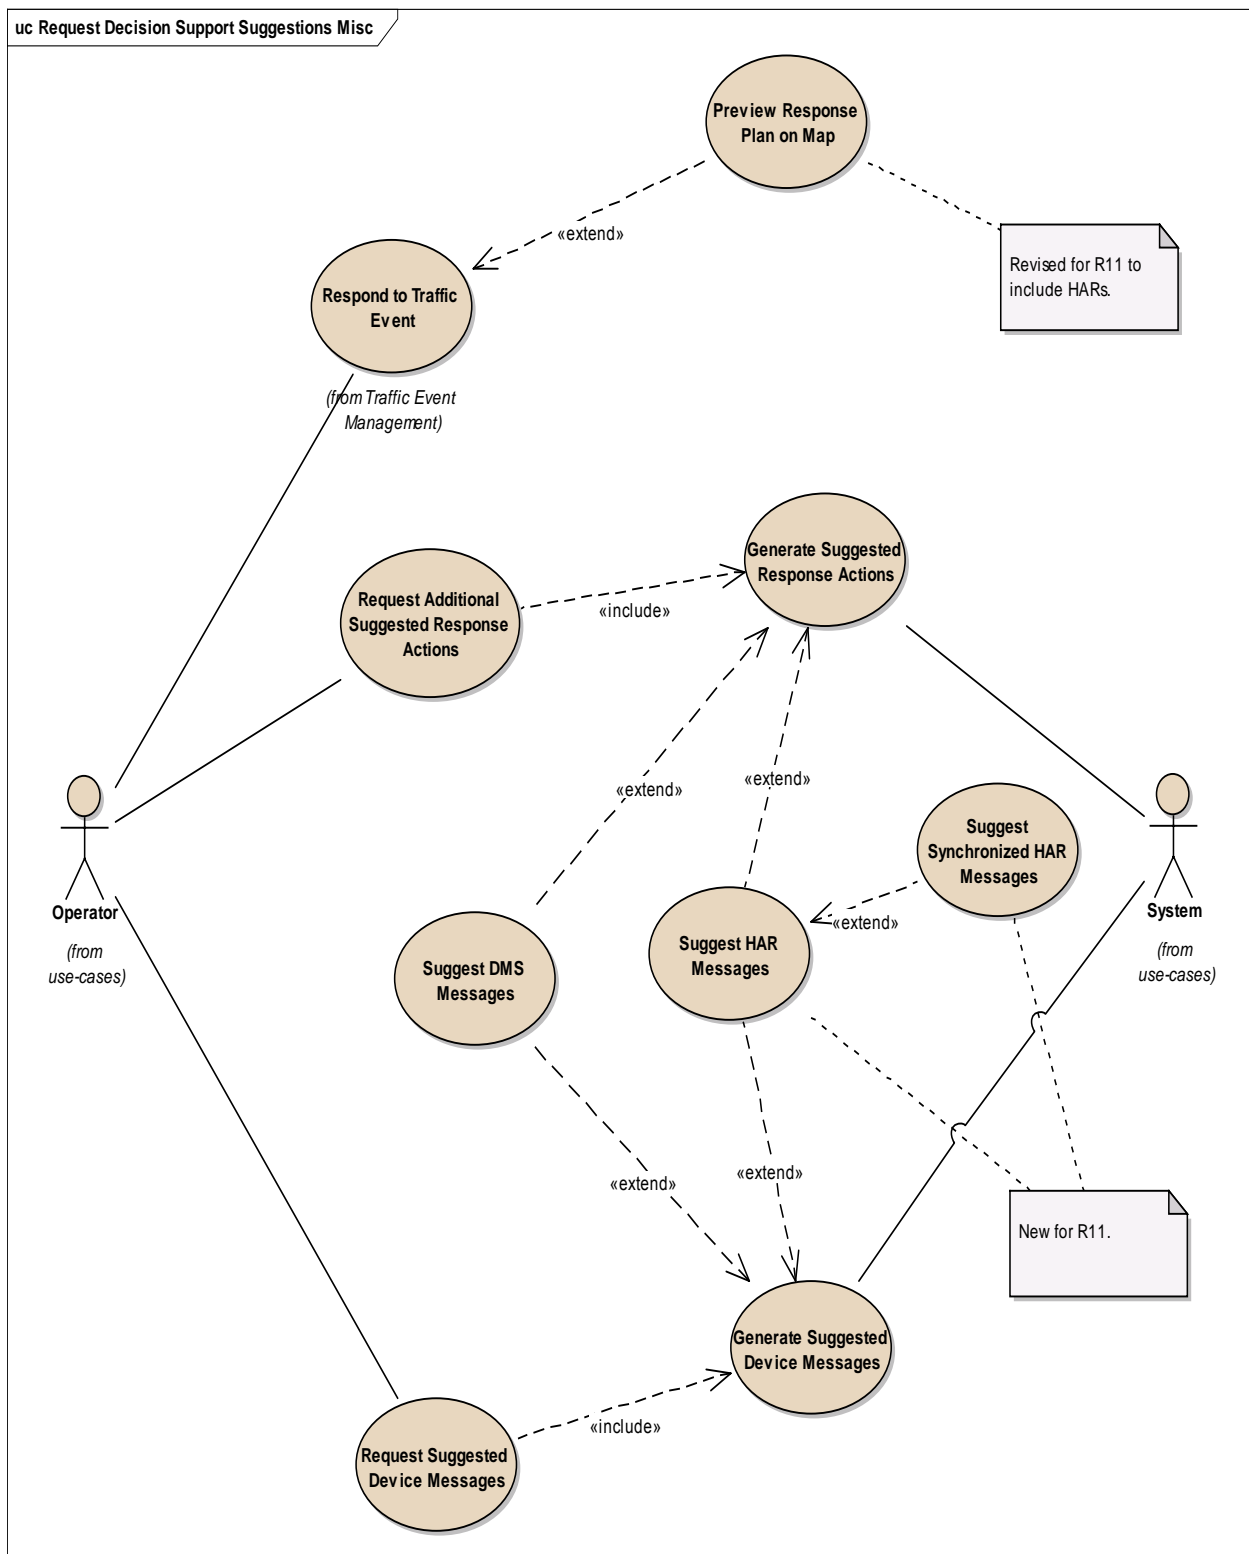 uc Request Decision Support Suggestions Misc
Preview Response
Plan on Map
«extend»
Revised for R11 to
include HARs.
Respond to Traffic
Event
(from Traffic Event
Management)
Generate Suggested
Response Actions
Request Additional
Suggested Response
Actions
«include»
«extend»
«extend»
Suggest
Synchronized HAR
Messages
Operator
(from
use-cases)
System
(from
use-cases)
«extend»
Suggest HAR
Messages
Suggest DMS
Messages
«extend»
«extend»
New for R11.
Generate Suggested
Device Messages
«include»
Request Suggested
Device Messages